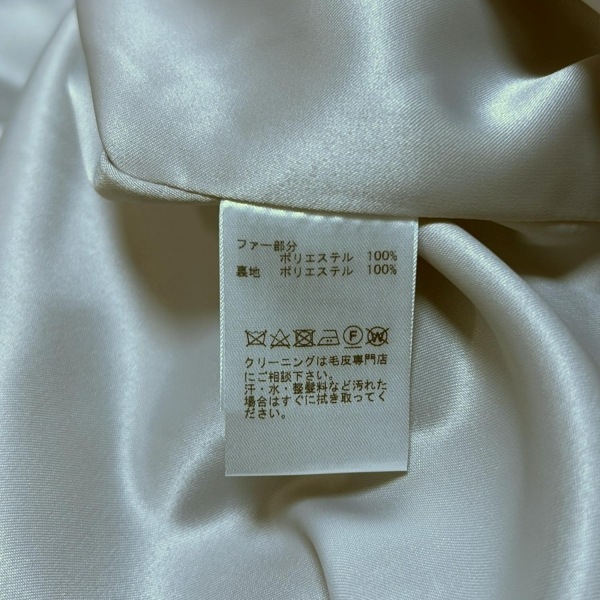 ファー部分
ポリエステル 100%
裏地 ポリエステル 100%
F W
クリーニングは毛皮専門店
にご相談下さい。
汗・水・整髮料など汚れた
場合はすぐに拭き取ってく
ださい。